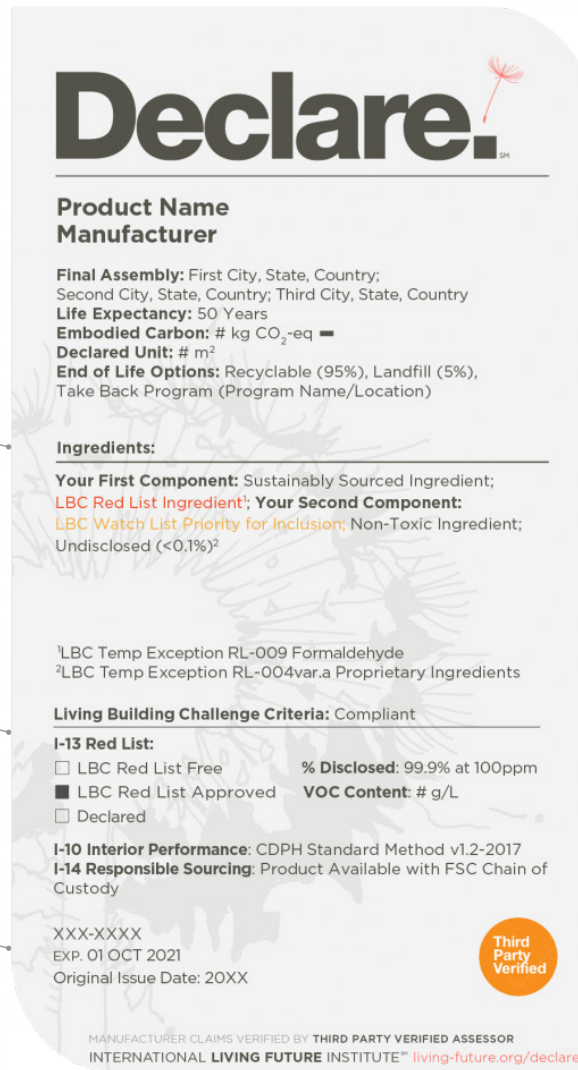 Declare.
SM
Product Name
Manufacturer
Final Assembly: First City, State, Country;
Second City, State, Country; Third City, State, Country
Life Expectancy: 50 Years
Embodied Carbon: # kg CO₂-eq
Declared Unit: # m²
End of Life Options: Recyclable (95%), Landfill (5%),
Take Back Program (Program Name/Location)
Ingredients:
Your First Component: Sustainably Sourced Ingredient;
LBC Red List Ingredient¹; Your Second Component:
LBC Watch List Priority for Inclusion; Non-Toxic Ingredient;
Undisclosed (<0.1%)²
¹LBC Temp Exception RL-009 Formaldehyde
²LBC Temp Exception RL-004var.a Proprietary Ingredients
Living Building Challenge Criteria: Compliant
I-13 Red List:
☐ LBC Red List Free % Disclosed: 99.9% at 100ppm
■ LBC Red List Approved VOC Content: # g/L
☐ Declared
I-10 Interior Performance: CDPH Standard Method v1.2-2017
I-14 Responsible Sourcing: Product Available with FSC Chain of
Custody
XXX-XXXX
EXP. 01 OCT 2021
Original Issue Date: 20XX
Third
Party
Verified
MANUFACTURER CLAIMS VERIFIED BY THIRD PARTY VERIFIED ASSESSOR
INTERNATIONAL LIVING FUTURE INSTITUTE℠ living-future.org/declare